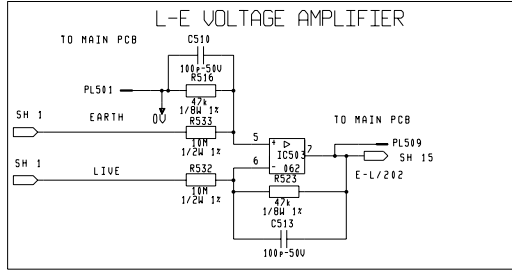 L-E VOLTAGE AMPLIFIER
TO MAIN PCB
C510
100p-50V
PL501
R516
47k
1/8W 1%
SH 1
EARTH
0V
R533
10M
1/2W 1%
TO MAIN PCB
5
+
7
IC503
062
6
-
PL509
SH 15
E-L/202
SH 1
LIVE
R532
10M
1/2W 1%
R523
47k
1/8W 1%
C513
100p-50V